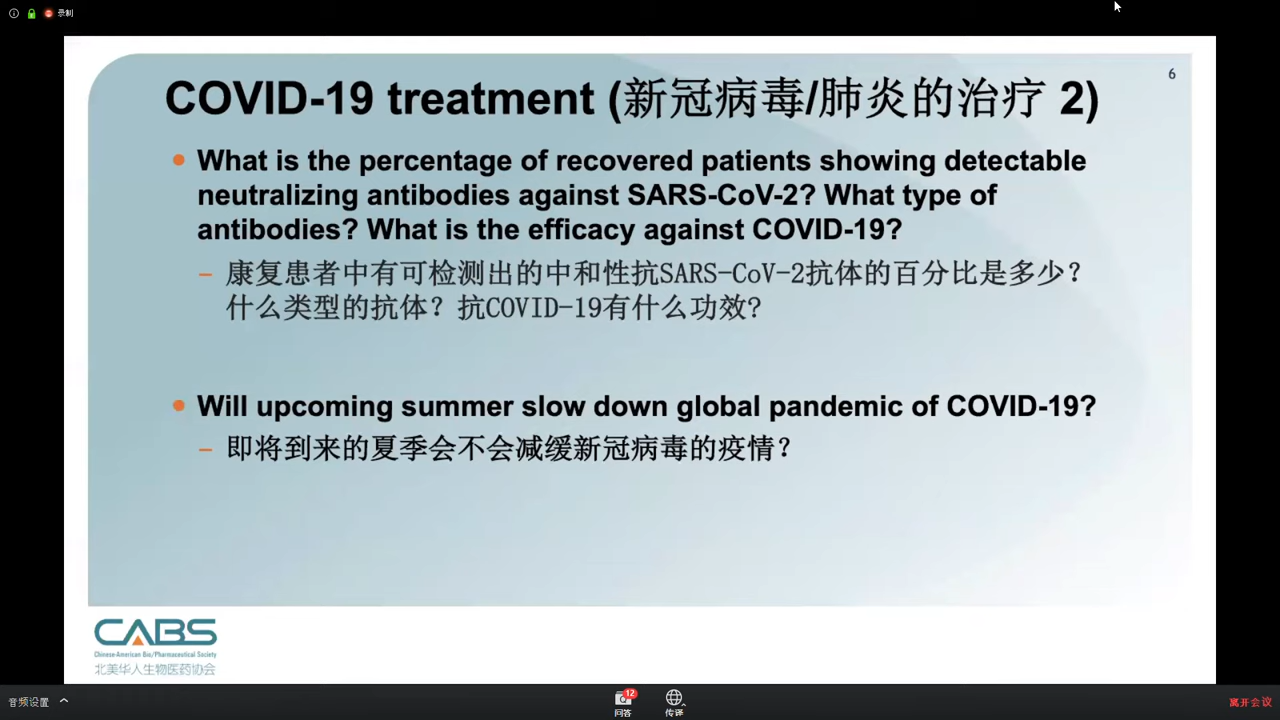 录制
6
COVID-19 treatment (新冠病毒/肺炎的治疗 2)
What is the percentage of recovered patients showing detectable
neutralizing antibodies against SARS-CoV-2? What type of
antibodies? What is the efficacy against COVID-19?
– 康复患者中有可检测出的中和性抗SARS-CoV-2抗体的百分比是多少?
什么类型的抗体? 抗COVID-19有什么功效?
Will upcoming summer slow down global pandemic of COVID-19?
– 即将到来的夏季会不会减缓新冠病毒的疫情?
CABS
Chinese-American Bio/Pharmaceutical Society
北美华人生物医药协会
音频设置
12
问答
传译
离开会议